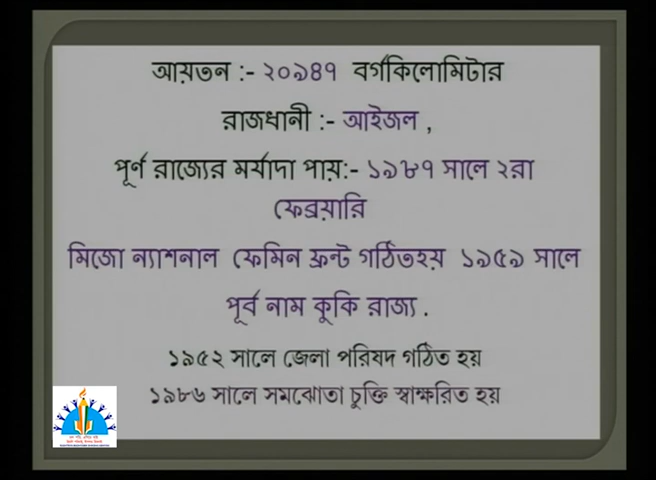 আয়তন :- ২০৯৪৭ বর্গকিলোমিটার
রাজধানী :- আইজল ,
পূর্ণ রাজ্যের মর্যাদা পায়:- ১৯৮৭ সালে ২রা
ফেব্রয়ারি
মিজো ন্যাশনাল ফেমিন ফ্রন্ট গঠিতহয় ১৯৫৯ সালে
পূর্ব নাম কুকি রাজ্য .
১৯৫২ সালে জেলা পরিষদ গঠিত হয়
১৯৮৬ সালে সমঝোতা চুক্তি স্বাক্ষরিত হয়